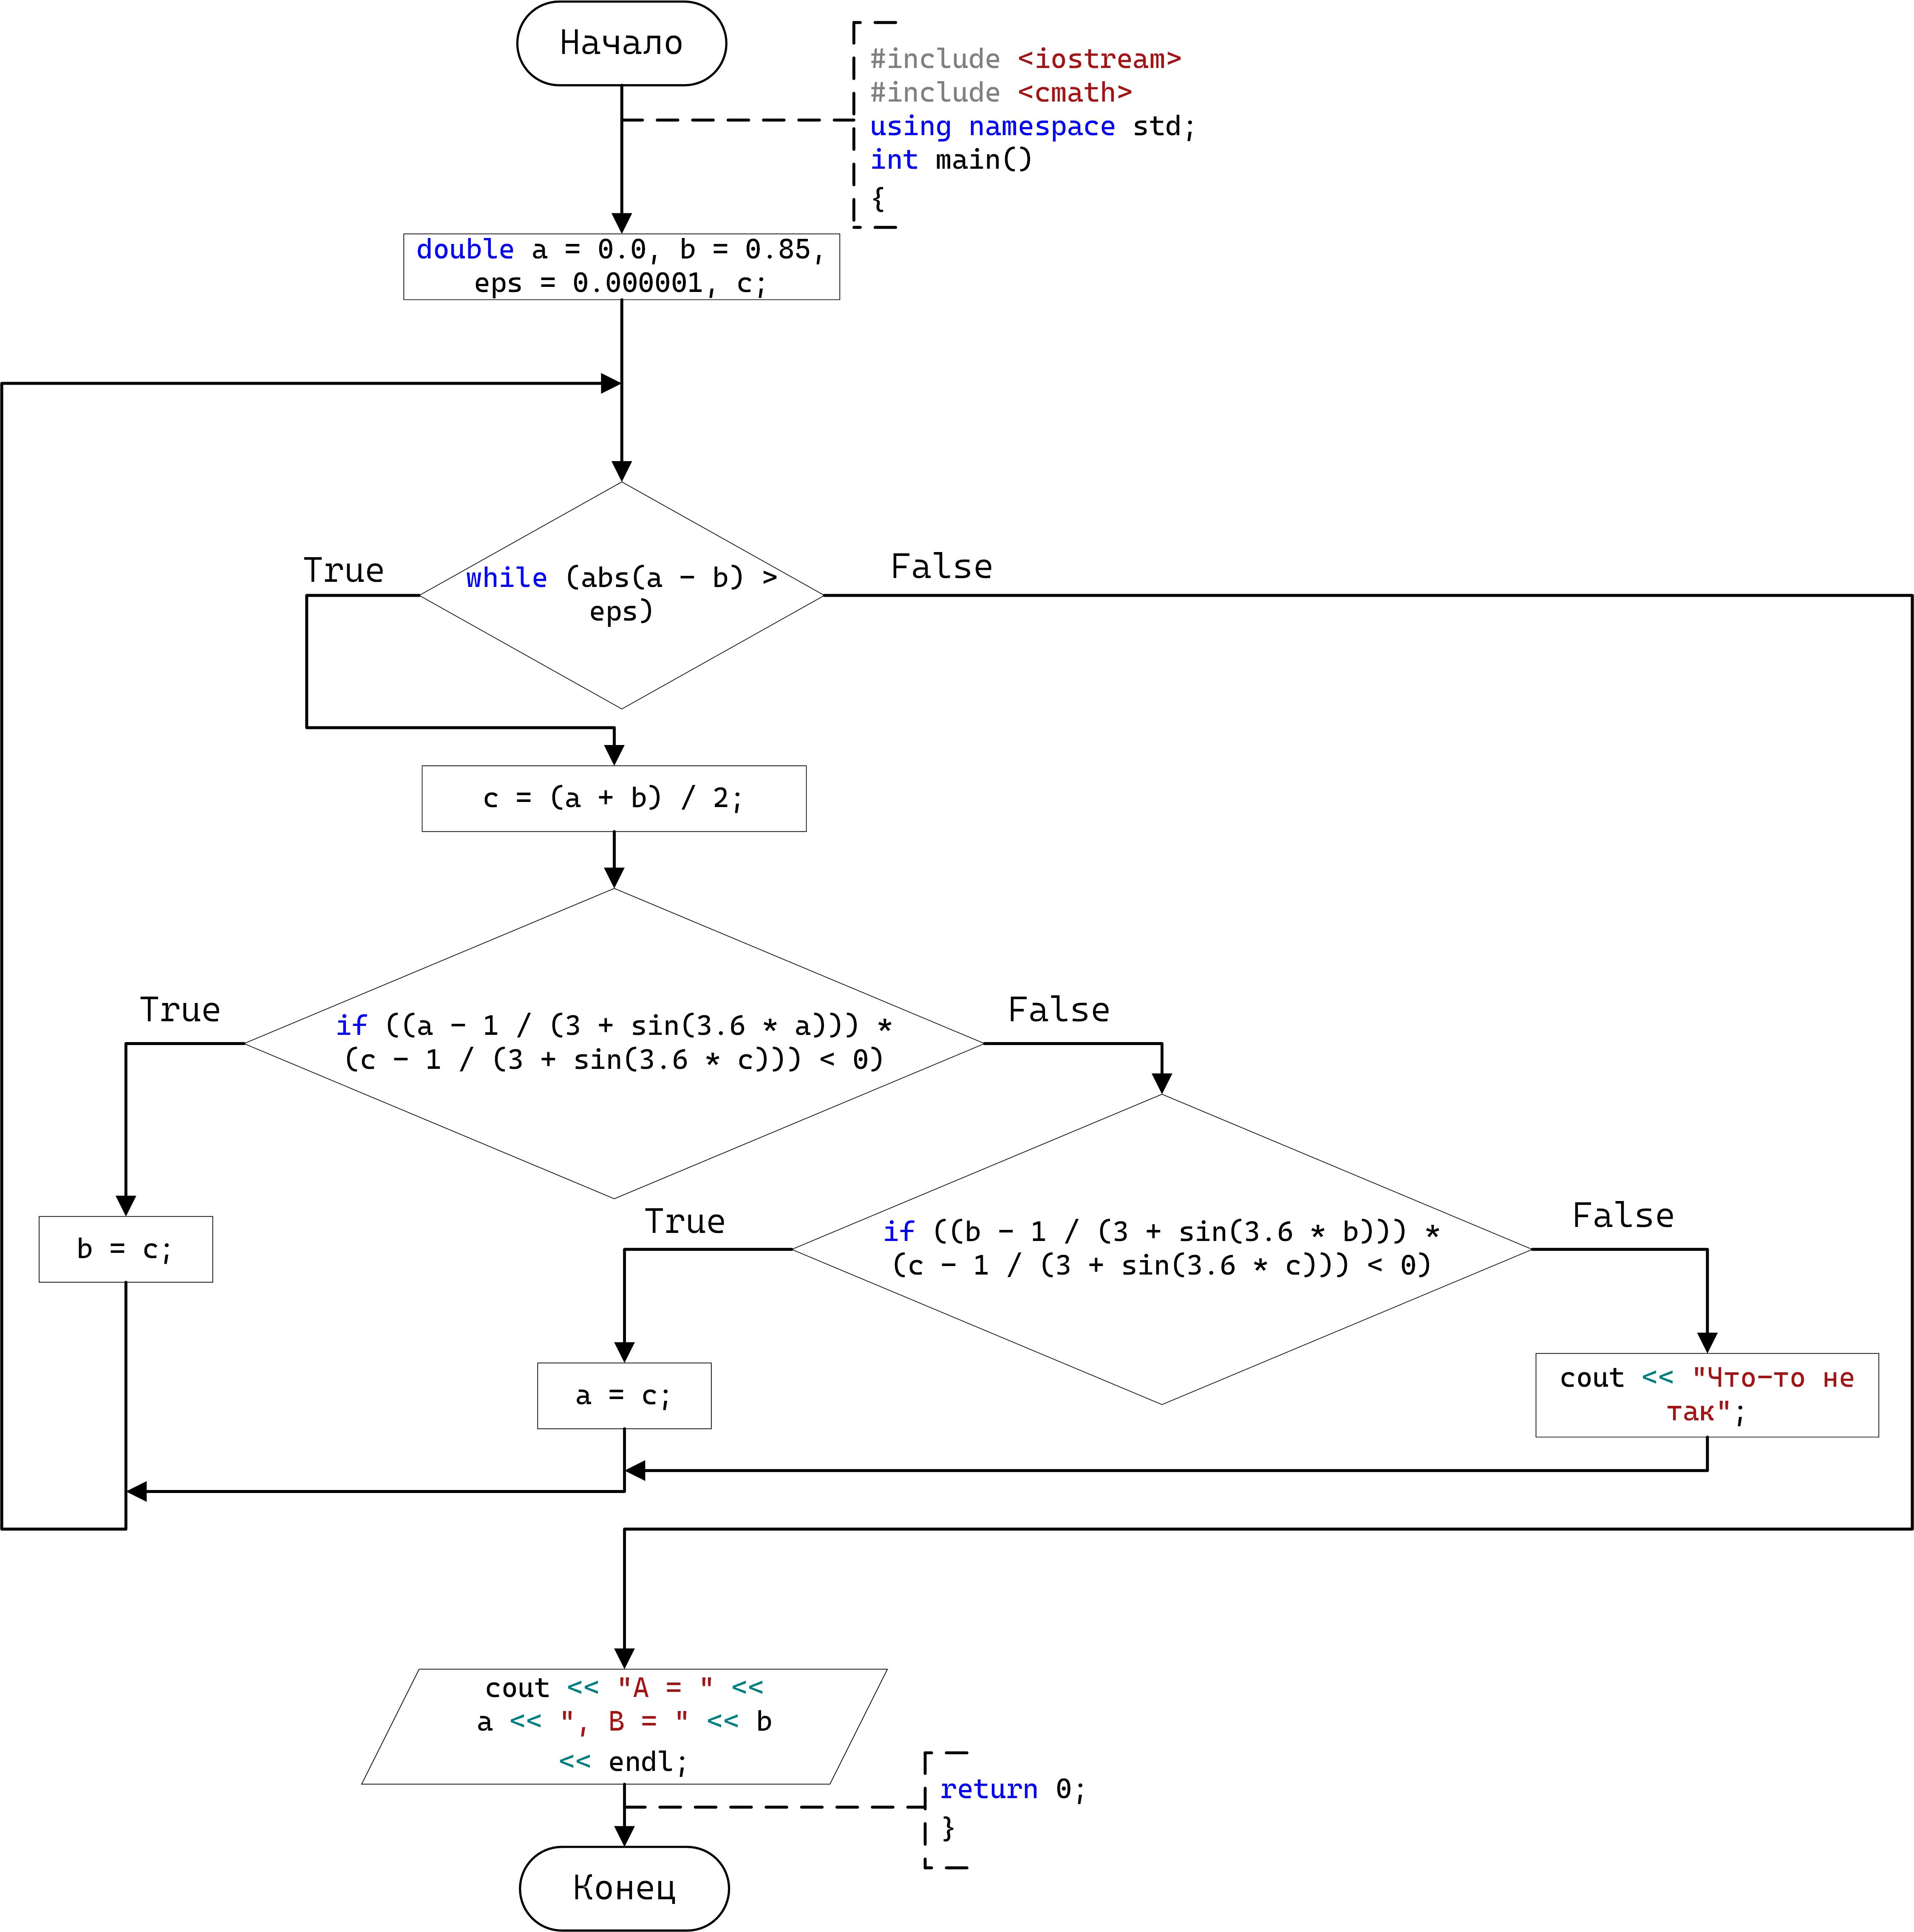 Начало
#include <iostream>
#include <cmath>
using namespace std;
int main()
{
double a = 0.0, b = 0.85,
eps = 0.000001, c;
True
False
while (abs(a - b) >
eps)
c = (a + b) / 2;
True
False
if ((a - 1 / (3 + sin(3.6 * a))) *
(c - 1 / (3 + sin(3.6 * c))) < 0)
b = c;
True
False
if ((b - 1 / (3 + sin(3.6 * b))) *
(c - 1 / (3 + sin(3.6 * c))) < 0)
a = c;
cout << "Что-то не
так";
cout << "A = " <<
a << ", B = " << b
<< endl;
return 0;
}
Конец